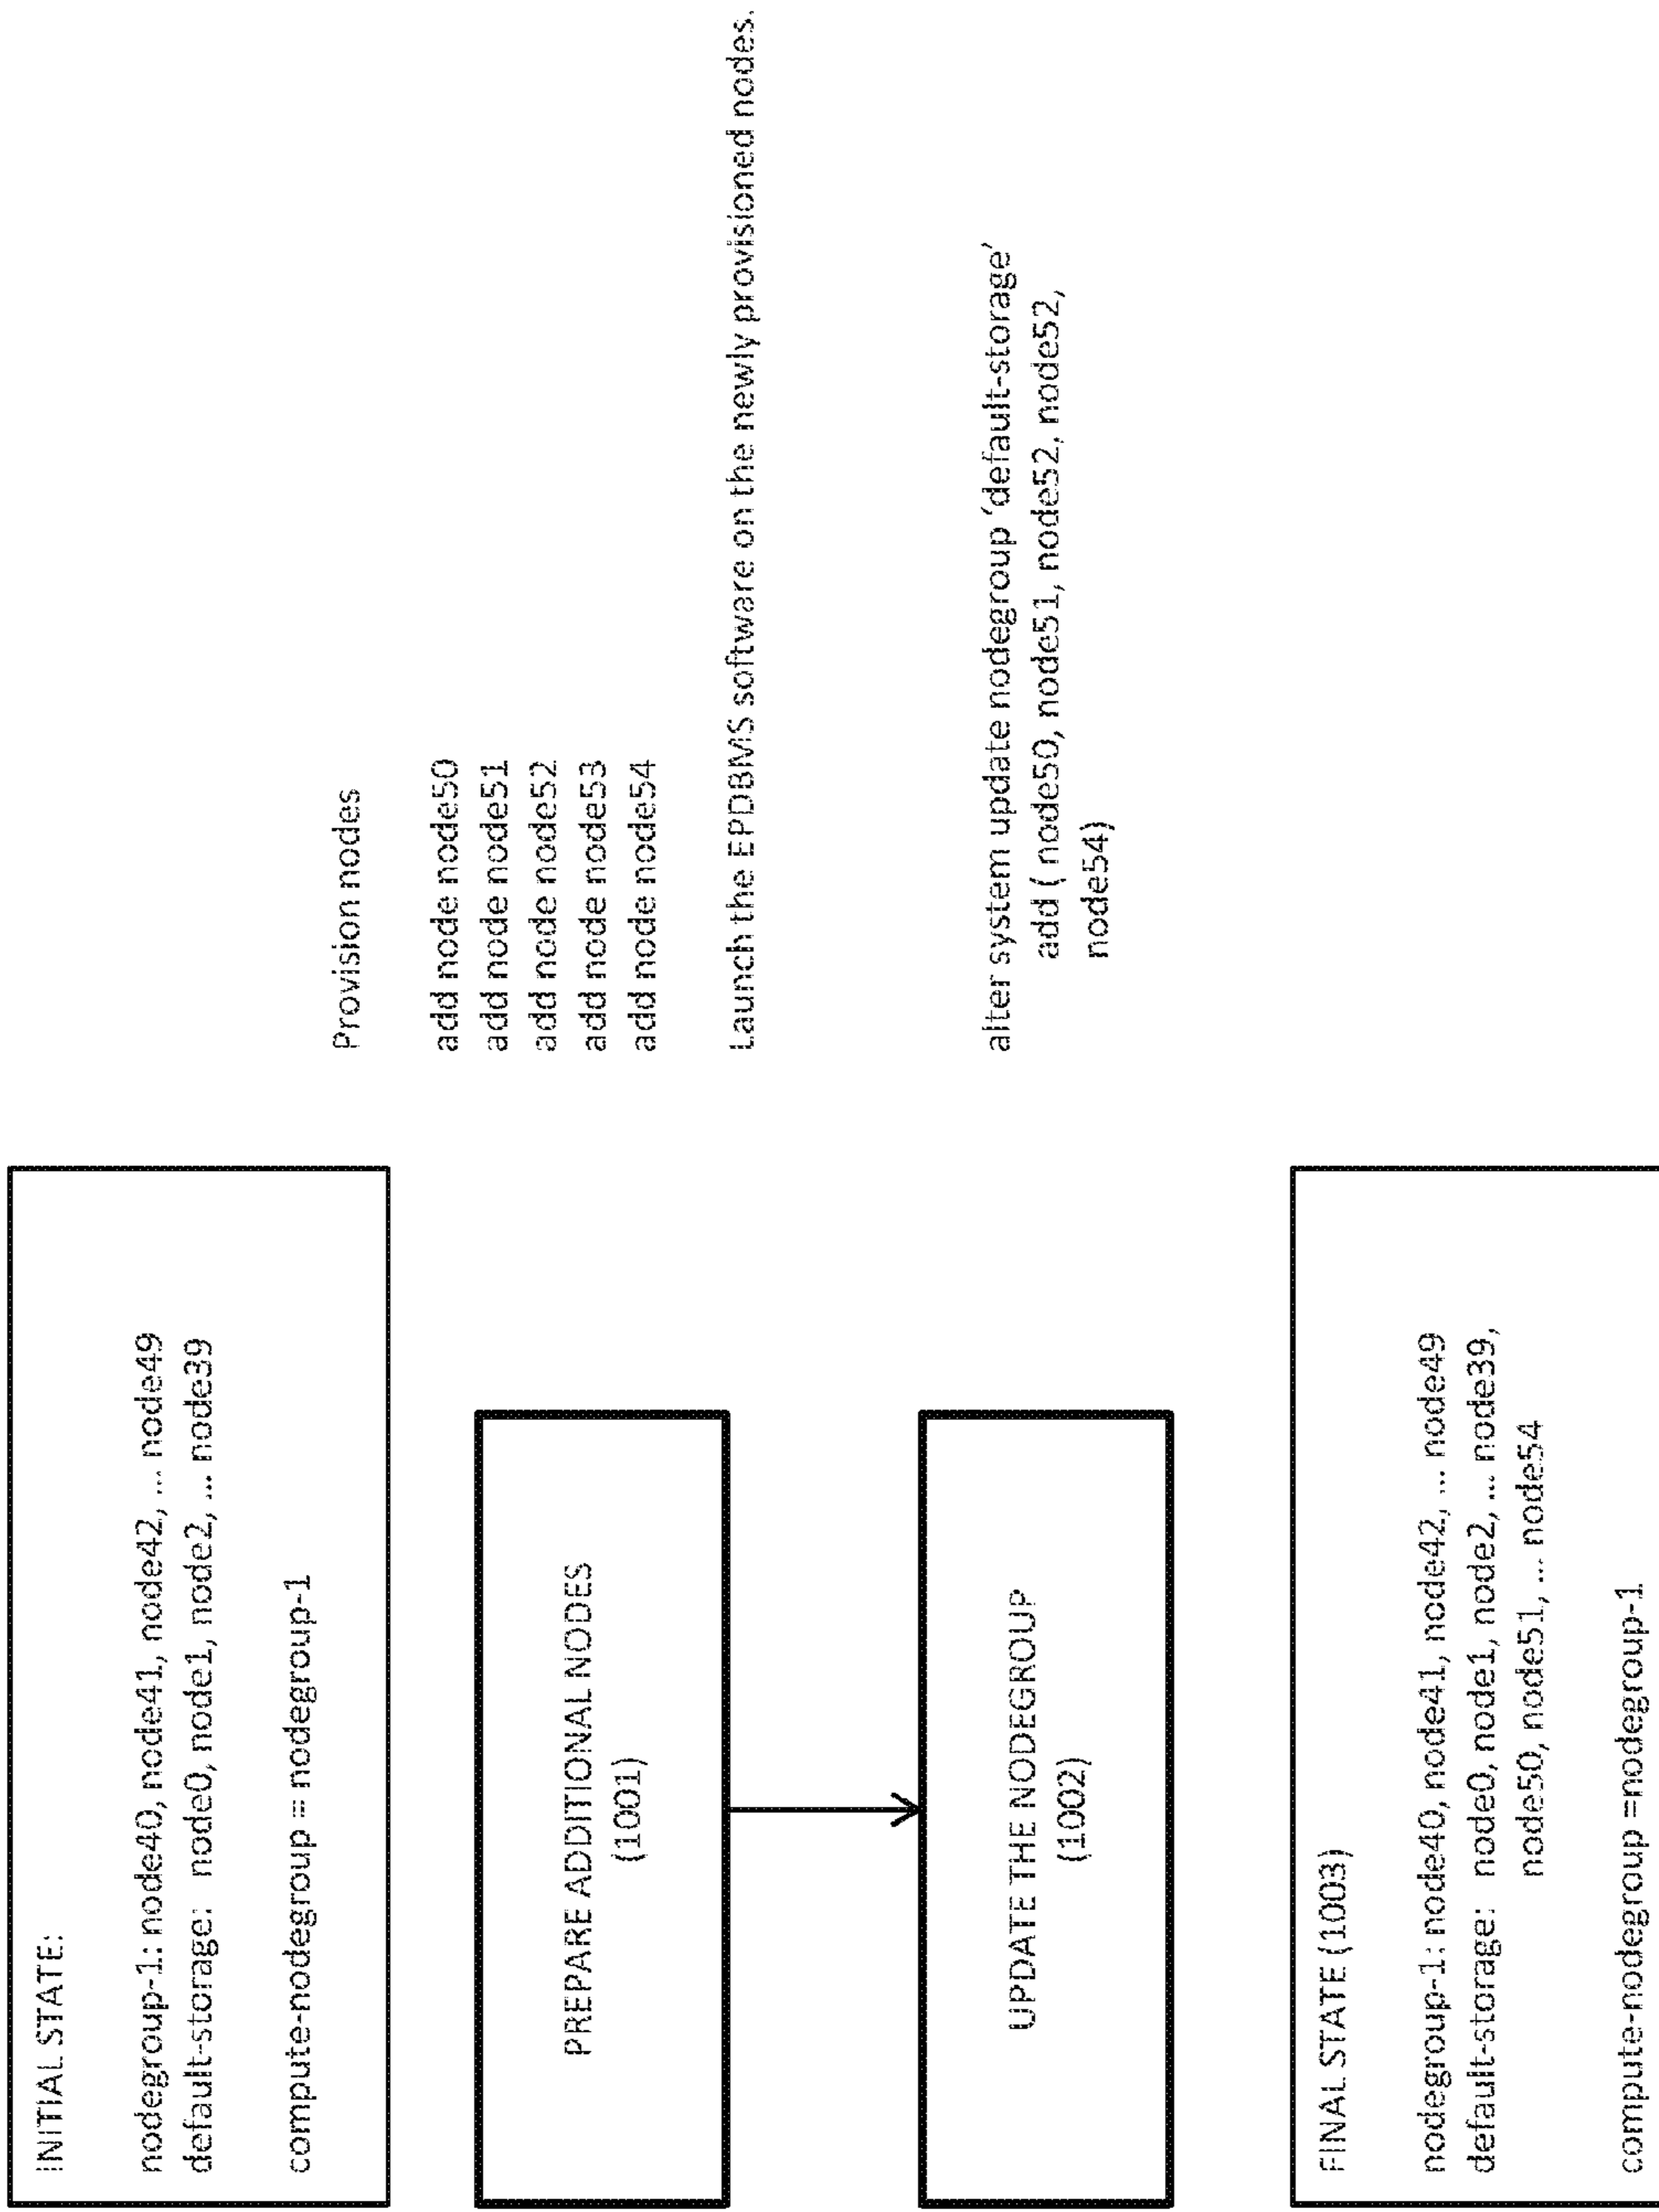 INITIAL STATE:
nodegroup-1: node40, node41, node42, ... node49
default-storage: node0, node1, node2, ... node39
compute-nodegroup = nodegroup-1
Provision nodes
add node node50
add node node51
add node node52
add node node53
add node node54
Launch the EPDBMS software on the newly provisioned nodes.
PREPARE ADDITIONAL NODES
(1001)
alter system update nodegroup ‘default-storage’
add ( node50, node51, node52, node52,
node54)
UPDATE THE NODEGROUP
(1002)
FINAL STATE (1003)
nodegroup-1: node40, node41, node42, ... node49
default-storage: node0, node1, node2, ... node39,
node50, node51, ... node54
compute-nodegroup =nodegroup-1